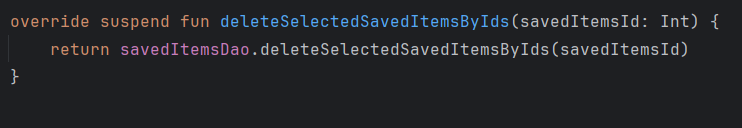 override suspend fun deleteSelectedSavedItemsByIds(savedItemsId: Int) {
    return savedItemsDao.deleteSelectedSavedItemsByIds(savedItemsId)
}